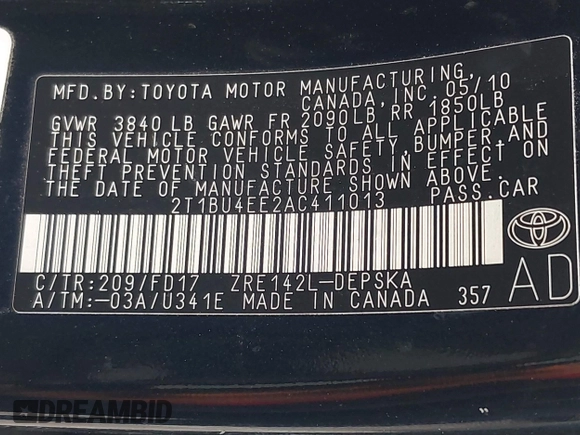 MFD. BY: TOYOTA MOTOR MANUFACTURING,
CANADA, INC. 05/10
GVWR 3840 LB GAWR FR 2090LB, RR 1850LB
THIS VEHICLE CONFORMS TO ALL APPLICABLE
FEDERAL MOTOR VEHICLE SAFETY, BUMPER, AND
THEFT PREVENTION STANDARDS IN EFFECT ON
THE DATE OF MANUFACTURE SHOWN ABOVE.
2T1BU4EE2AC411013 PASS.CAR
C/TR:209/FD17 ZRE142L-DEPSKA
A/TM:-03A/U341E MADE IN CANADA 357
AD
DREAMBID